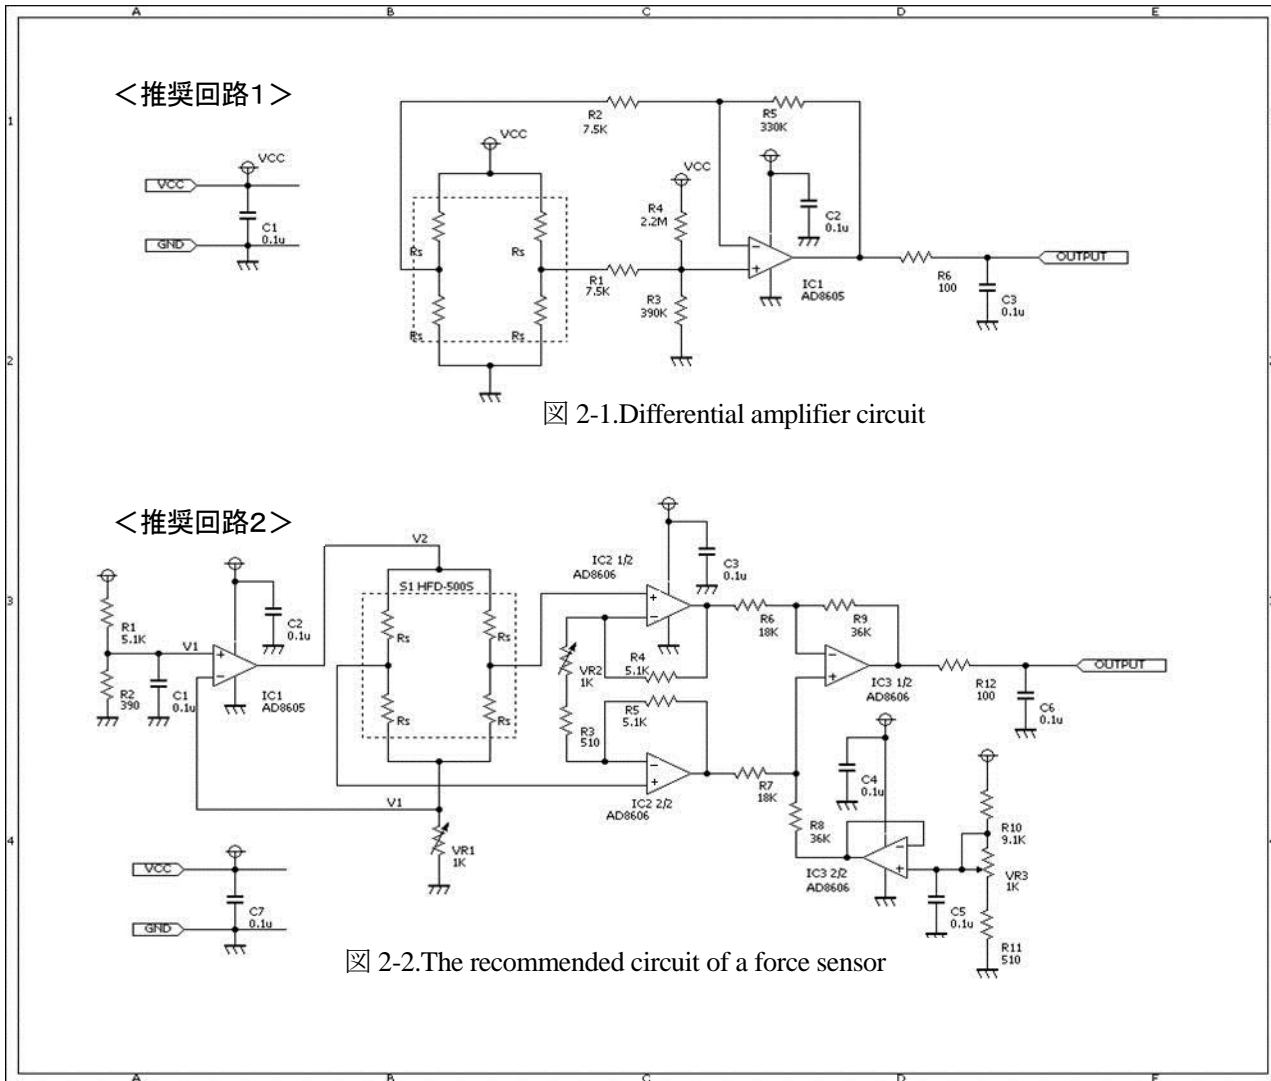 A B C D E
1
2
3
4
＜推奨回路1＞
VCC
VCC
GND
C1
0.1u
VCC
Rs
Rs
Rs
Rs
R2
7.5K
R5
330K
VCC
R4
2.2M
C2
0.1u
R1
7.5K
R3
390K
IC1
AD8605
R6
100
C3
0.1u
OUTPUT
図 2-1.Differential amplifier circuit
＜推奨回路2＞
R1
5.1K
V1
R2
390
C1
0.1u
C2
0.1u
IC1
AD8605
V2
S1 HFD-500S
Rs
Rs
Rs
Rs
V1
VR1
1K
IC2 1/2
AD8606
C3
0.1u
VR2
1K
R4
5.1K
R5
5.1K
R3
510
IC2 2/2
AD8606
R6
18K
R9
36K
R7
18K
R8
36K
IC3 1/2
AD8606
R12
100
C6
0.1u
OUTPUT
C4
0.1u
IC3 2/2
AD8606
C5
0.1u
R10
9.1K
VR3
1K
R11
510
VCC
GND
C7
0.1u
図 2-2.The recommended circuit of a force sensor
A B C D E